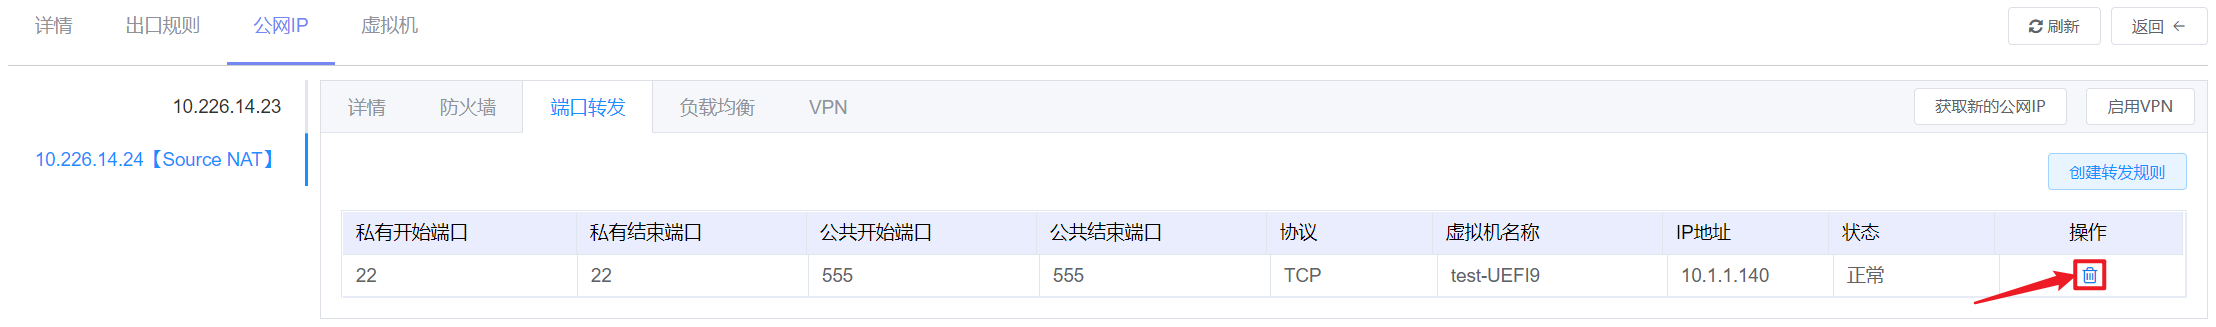 详情 出口规则 公网IP 虚拟机 刷新 返回
10.226.14.23
10.226.14.24【Source NAT】
详情 防火墙 端口转发 负载均衡 VPN 获取新的公网IP 启用VPN
创建转发规则
私有开始端口 私有结束端口 公共开始端口 公共结束端口 协议 虚拟机名称 IP地址 状态 操作
22 22 555 555 TCP test-UEFI9 10.1.1.140 正常